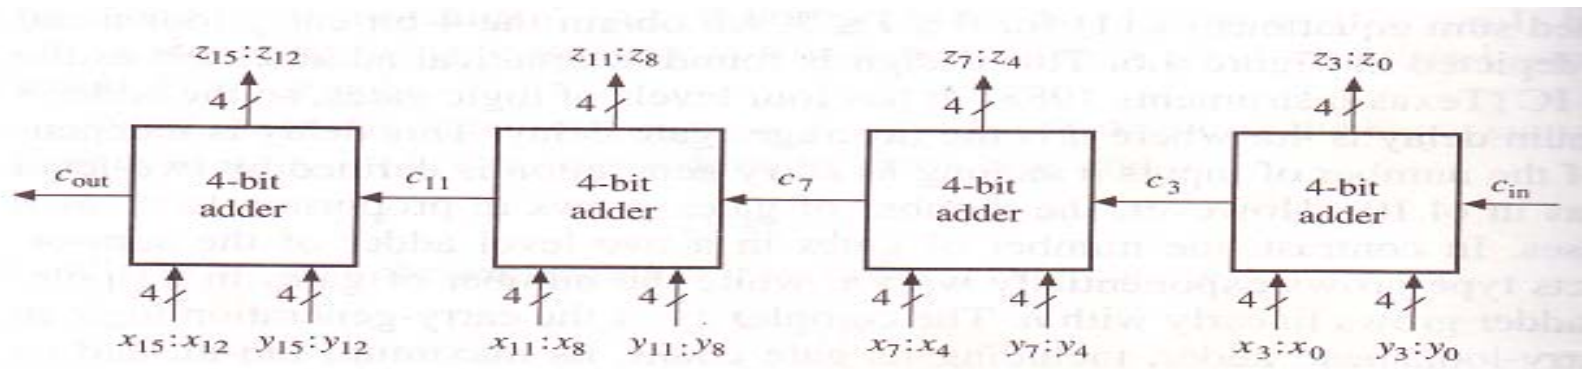 z15:z12 z11:z8 z7:z4 z3:z0
4 4 4 4
cout 4-bit adder c11 4-bit adder c7 4-bit adder c3 4-bit adder cin
4 4 4 4 4 4 4 4
x15:x12 y15:y12 x11:x8 y11:y8 x7:x4 y7:y4 x3:x0 y3:y0